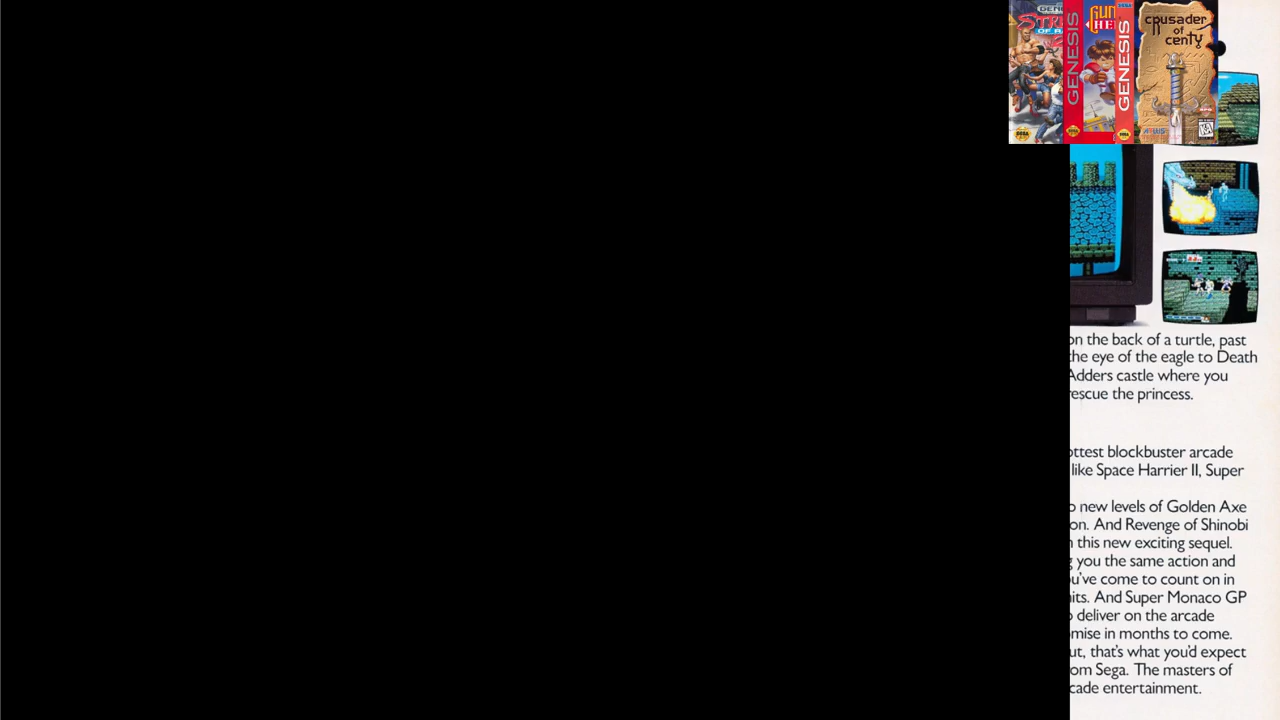 GENESIS
GENESIS
SEGA
crusader
of
centy
on the back of a turtle, past
the eye of the eagle to Death
Adders castle where you
rescue the princess.
ottest blockbuster arcade
like Space Harrier II, Super
new levels of Golden Axe
on. And Revenge of Shinobi
this new exciting sequel.
you the same action and
u've come to count on in
its. And Super Monaco GP
deliver on the arcade
mise in months to come.
ut, that's what you'd expect
om Sega. The masters of
cade entertainment.